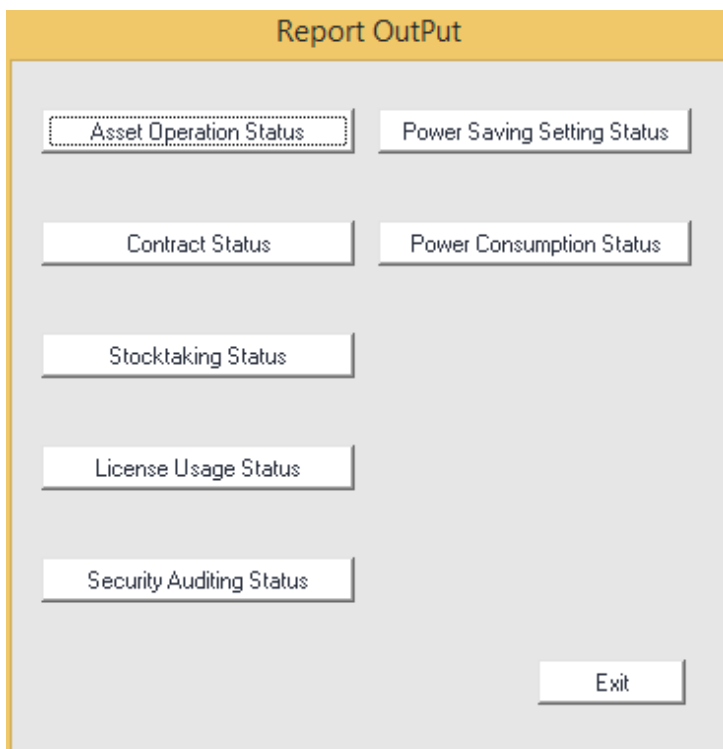 Report OutPut
Asset Operation Status
Power Saving Setting Status
Contract Status
Power Consumption Status
Stocktaking Status
License Usage Status
Security Auditing Status
Exit